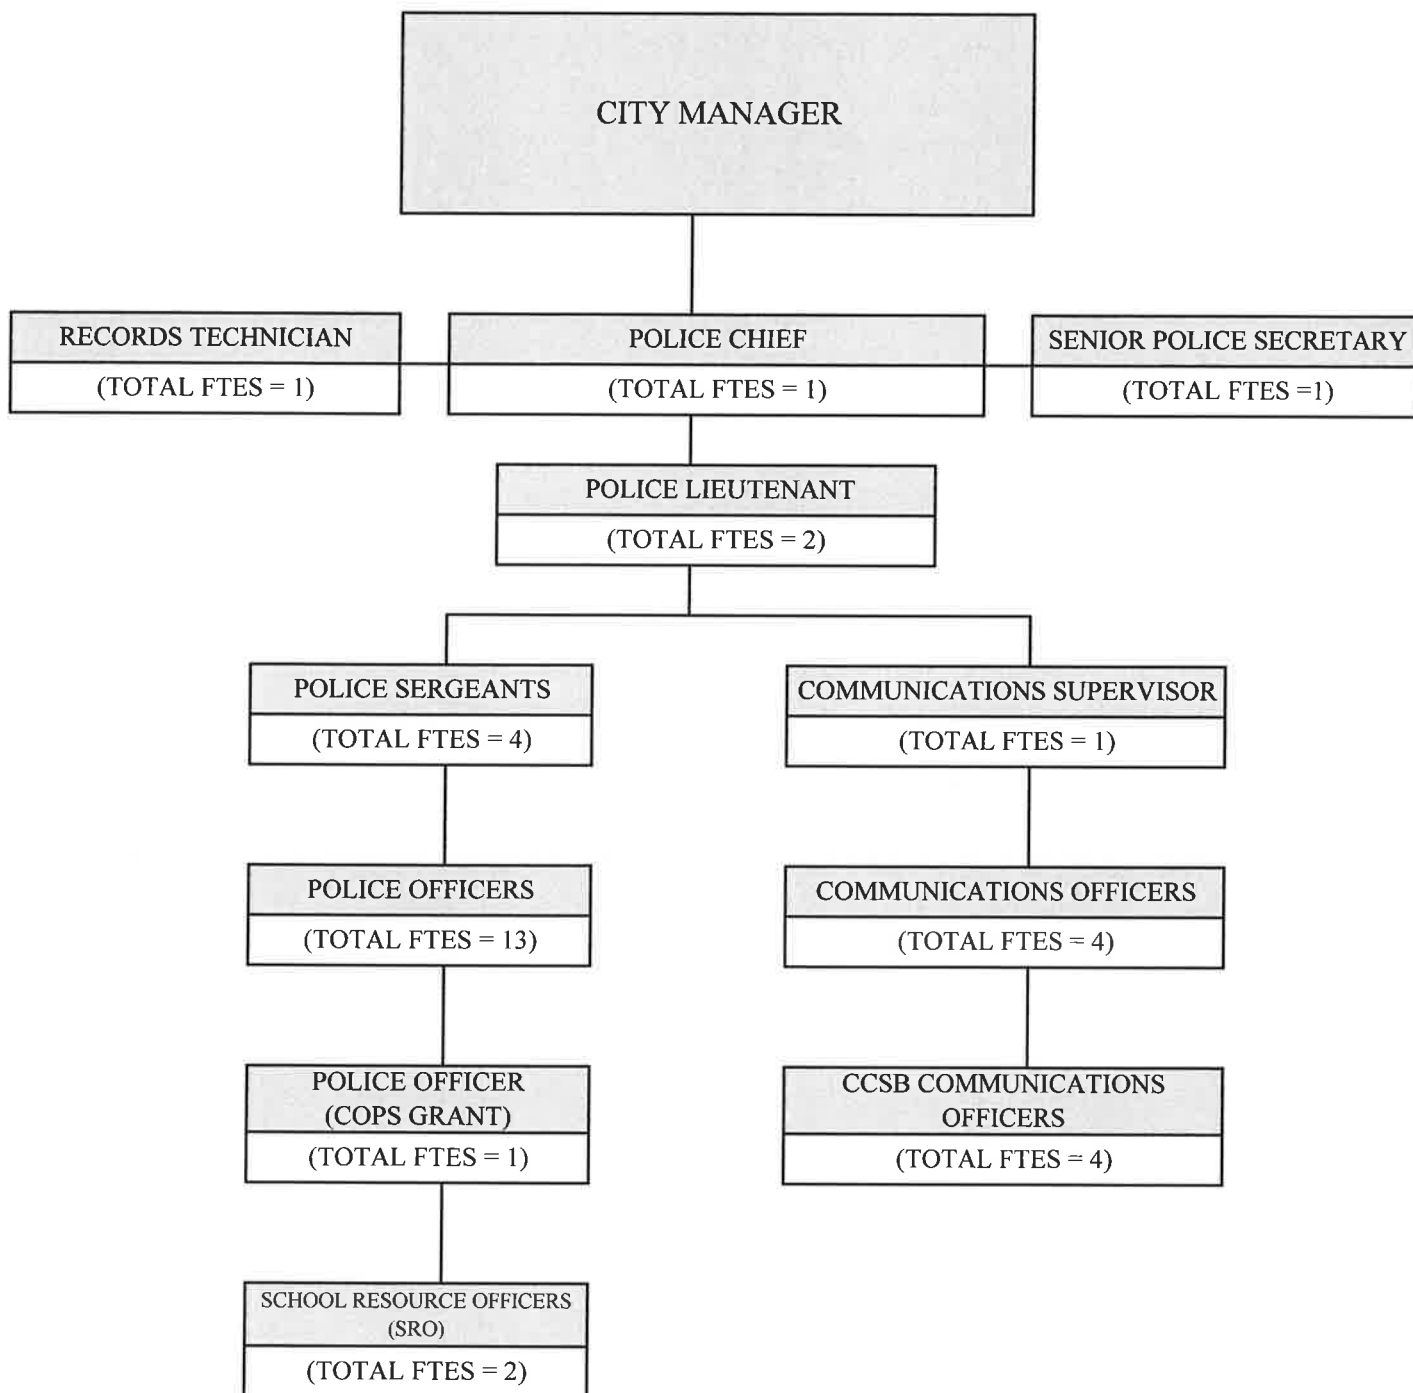 CITY MANAGER
RECORDS TECHNICIAN
(TOTAL FTES = 1)
POLICE CHIEF
(TOTAL FTES = 1)
SENIOR POLICE SECRETARY
(TOTAL FTES =1)
POLICE LIEUTENANT
(TOTAL FTES = 2)
POLICE SERGEANTS
(TOTAL FTES = 4)
COMMUNICATIONS SUPERVISOR
(TOTAL FTES = 1)
POLICE OFFICERS
(TOTAL FTES = 13)
COMMUNICATIONS OFFICERS
(TOTAL FTES = 4)
POLICE OFFICER
(COPS GRANT)
(TOTAL FTES = 1)
CCSB COMMUNICATIONS
OFFICERS
(TOTAL FTES = 4)
SCHOOL RESOURCE OFFICERS
(SRO)
(TOTAL FTES = 2)